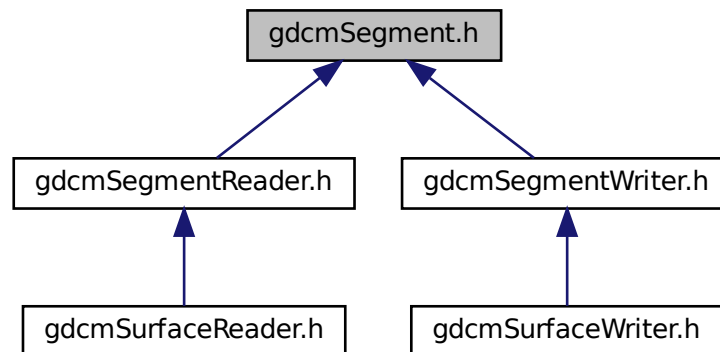 gdcmSegment.h
gdcmSegmentReader.h
gdcmSegmentWriter.h
gdcmSurfaceReader.h
gdcmSurfaceWriter.h